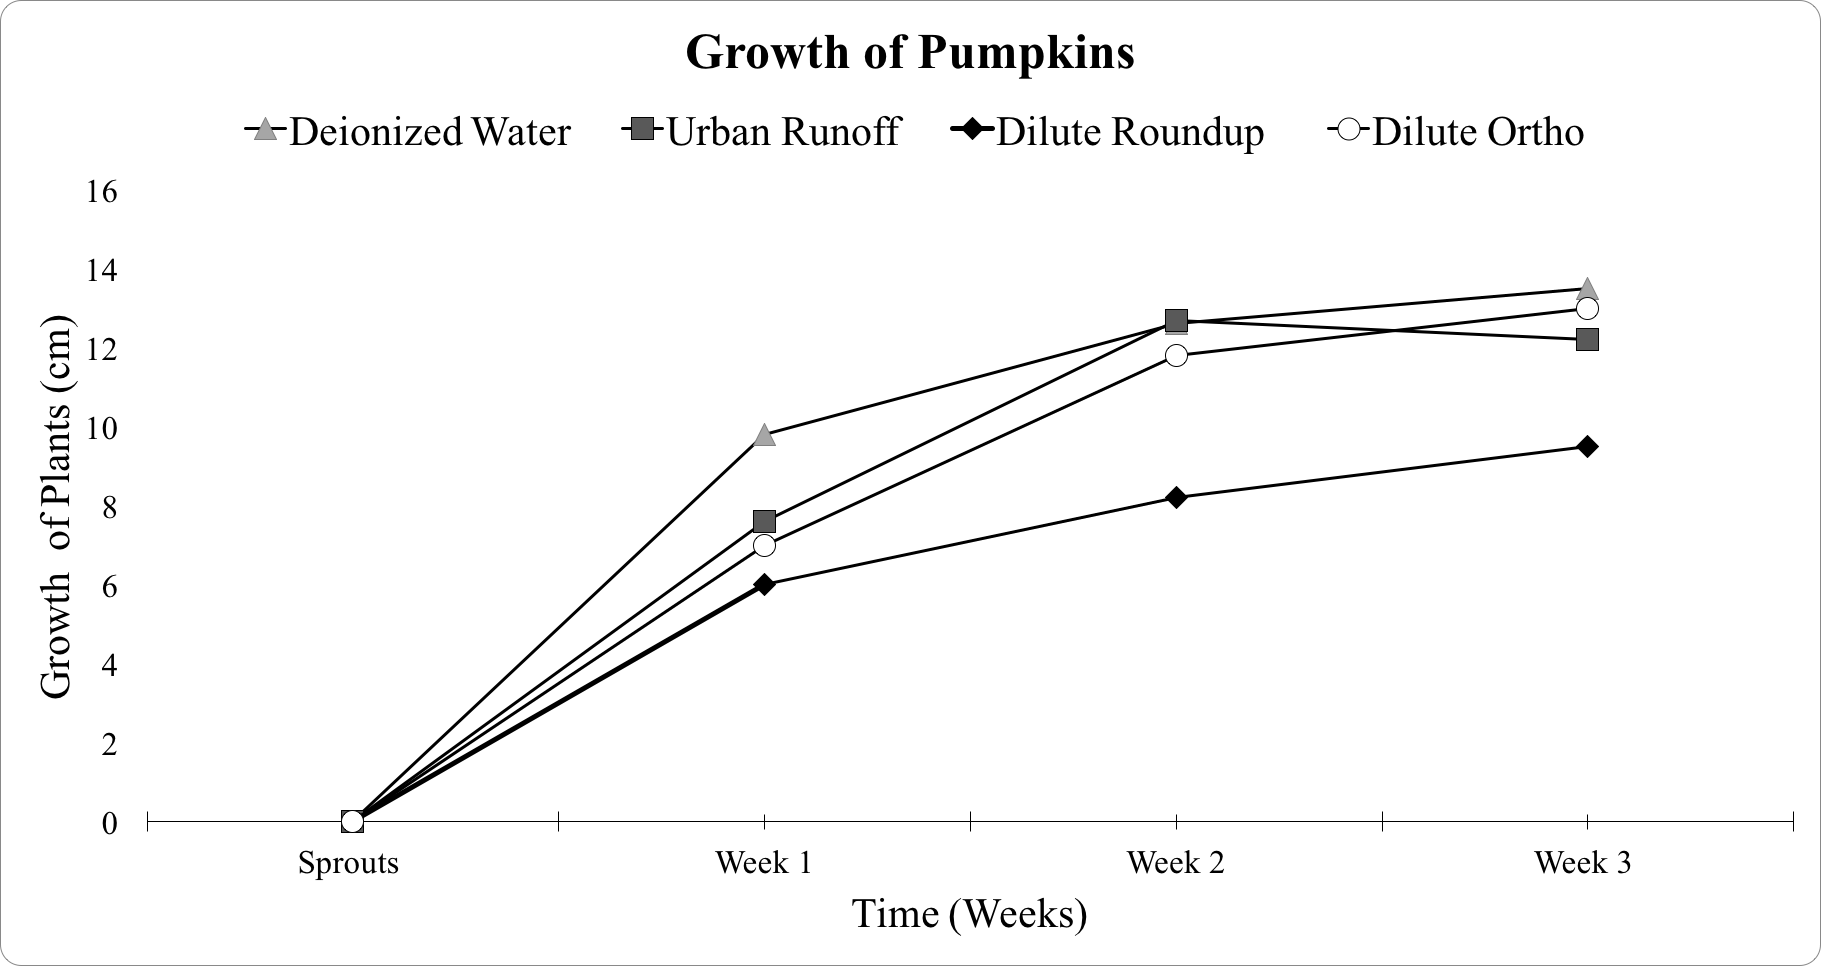 Growth of Pumpkins
Deionized Water Urban Runoff Dilute Roundup Dilute Ortho
Growth of Plants (cm)
16
14
12
10
8
6
4
2
0
Sprouts Week 1 Week 2 Week 3
Time (Weeks)